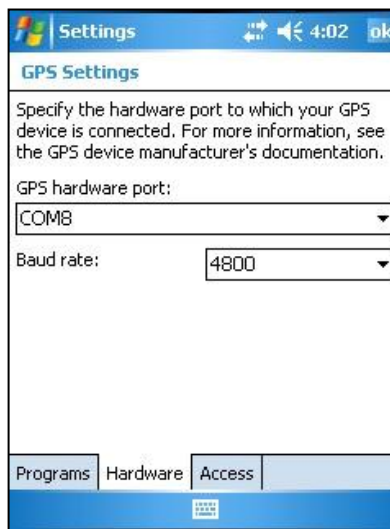 Settings 4:02 ok
GPS Settings
Specify the hardware port to which your GPS
device is connected. For more information, see
the GPS device manufacturer's documentation.
GPS hardware port:
COM8
Baud rate: 4800
Programs Hardware Access